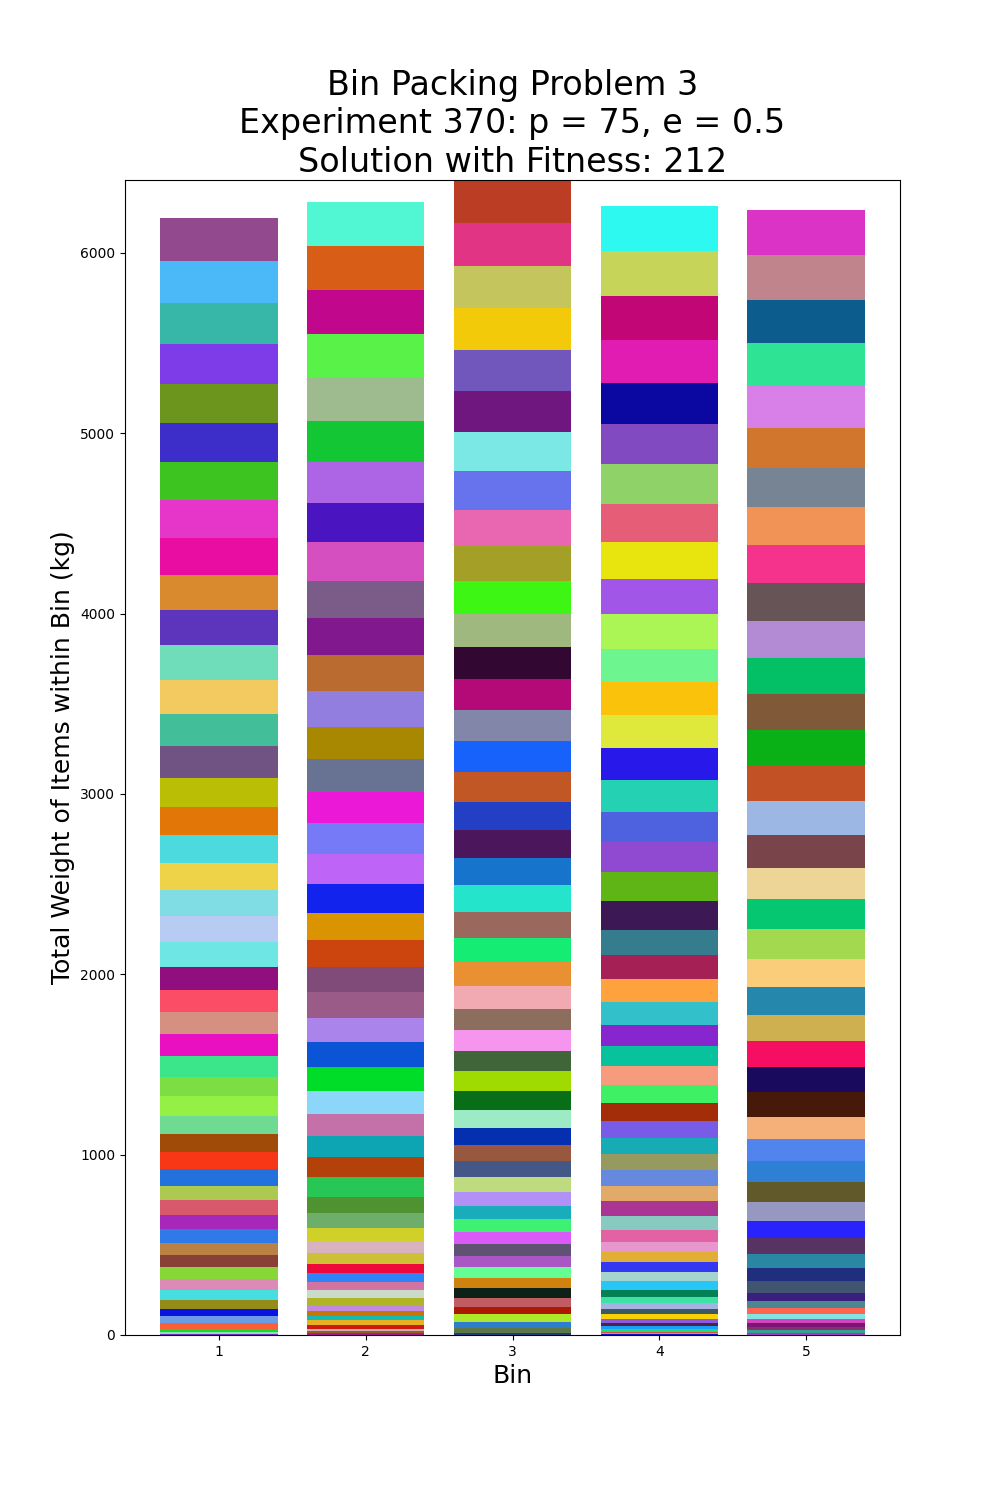 Bin Packing Problem 3
Experiment 370: p = 75, e = 0.5
Solution with Fitness: 212
Total Weight of Items within Bin (kg)
6000
5000
4000
3000
2000
1000
0
1 2 3 4 5
Bin